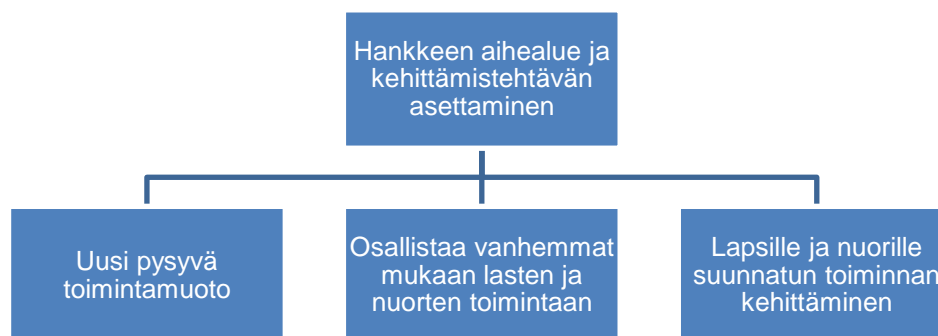 Hankkeen aihealue ja
kehittämistehtävän
asettaminen
Uusi pysyvä
toimintamuoto
Osallistaa vanhemmat
mukaan lasten ja
nuorten toimintaan
Lapsille ja nuorille
suunnatun toiminnan
kehittäminen